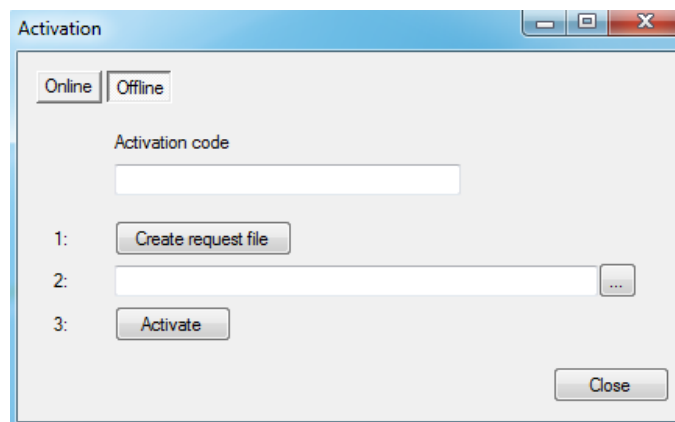 Activation
Online Offline
Activation code
1: Create request file
2: ...
3: Activate
Close